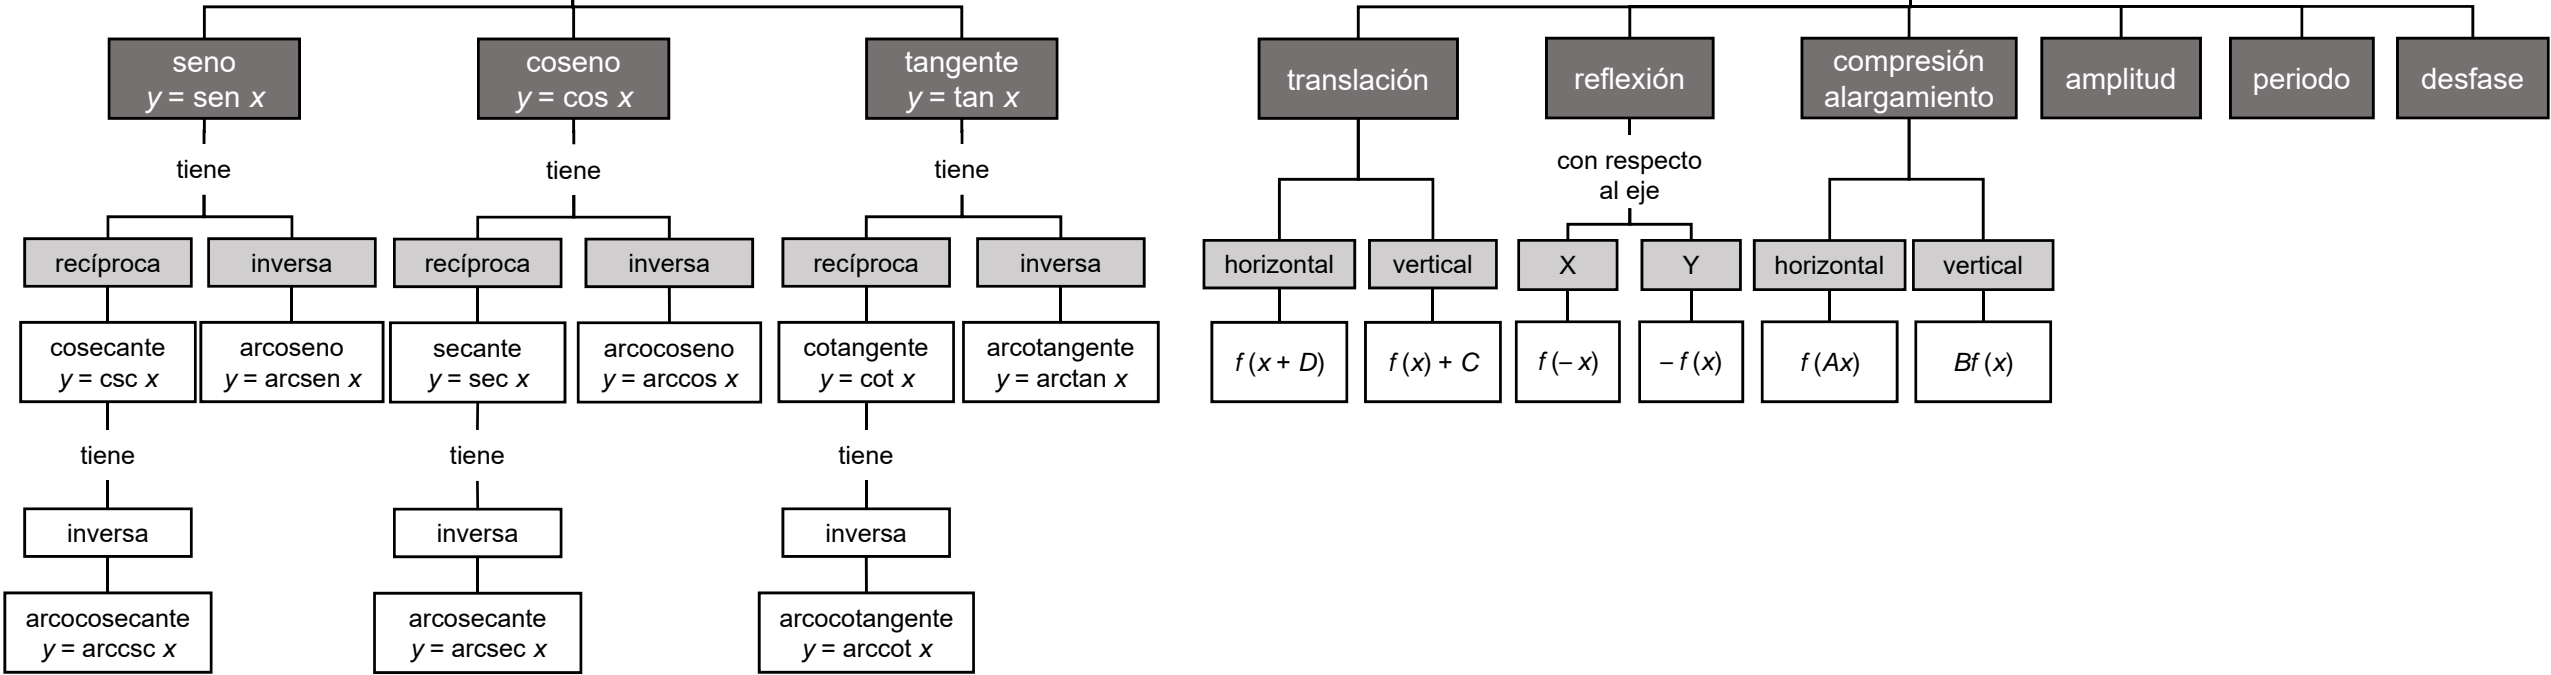 seno
y = sen x
coseno
y = cos x
tangente
y = tan x
translación
reflexión
compresión
alargamiento
amplitud
periodo
desfase
tiene
tiene
tiene
con respecto
al eje
recíproca
inversa
recíproca
inversa
recíproca
inversa
horizontal
vertical
X
Y
horizontal
vertical
cosecante
y = csc x
arcoseno
y = arcsen x
secante
y = sec x
arcocoseno
y = arccos x
cotangente
y = cot x
arcotangente
y = arctan x
f (x + D)
f (x) + C
f (– x)
– f (x)
f (Ax)
Bf (x)
tiene
tiene
tiene
inversa
inversa
inversa
arcocosecante
y = arccsc x
arcosecante
y = arcsec x
arcocotangente
y = arccot x